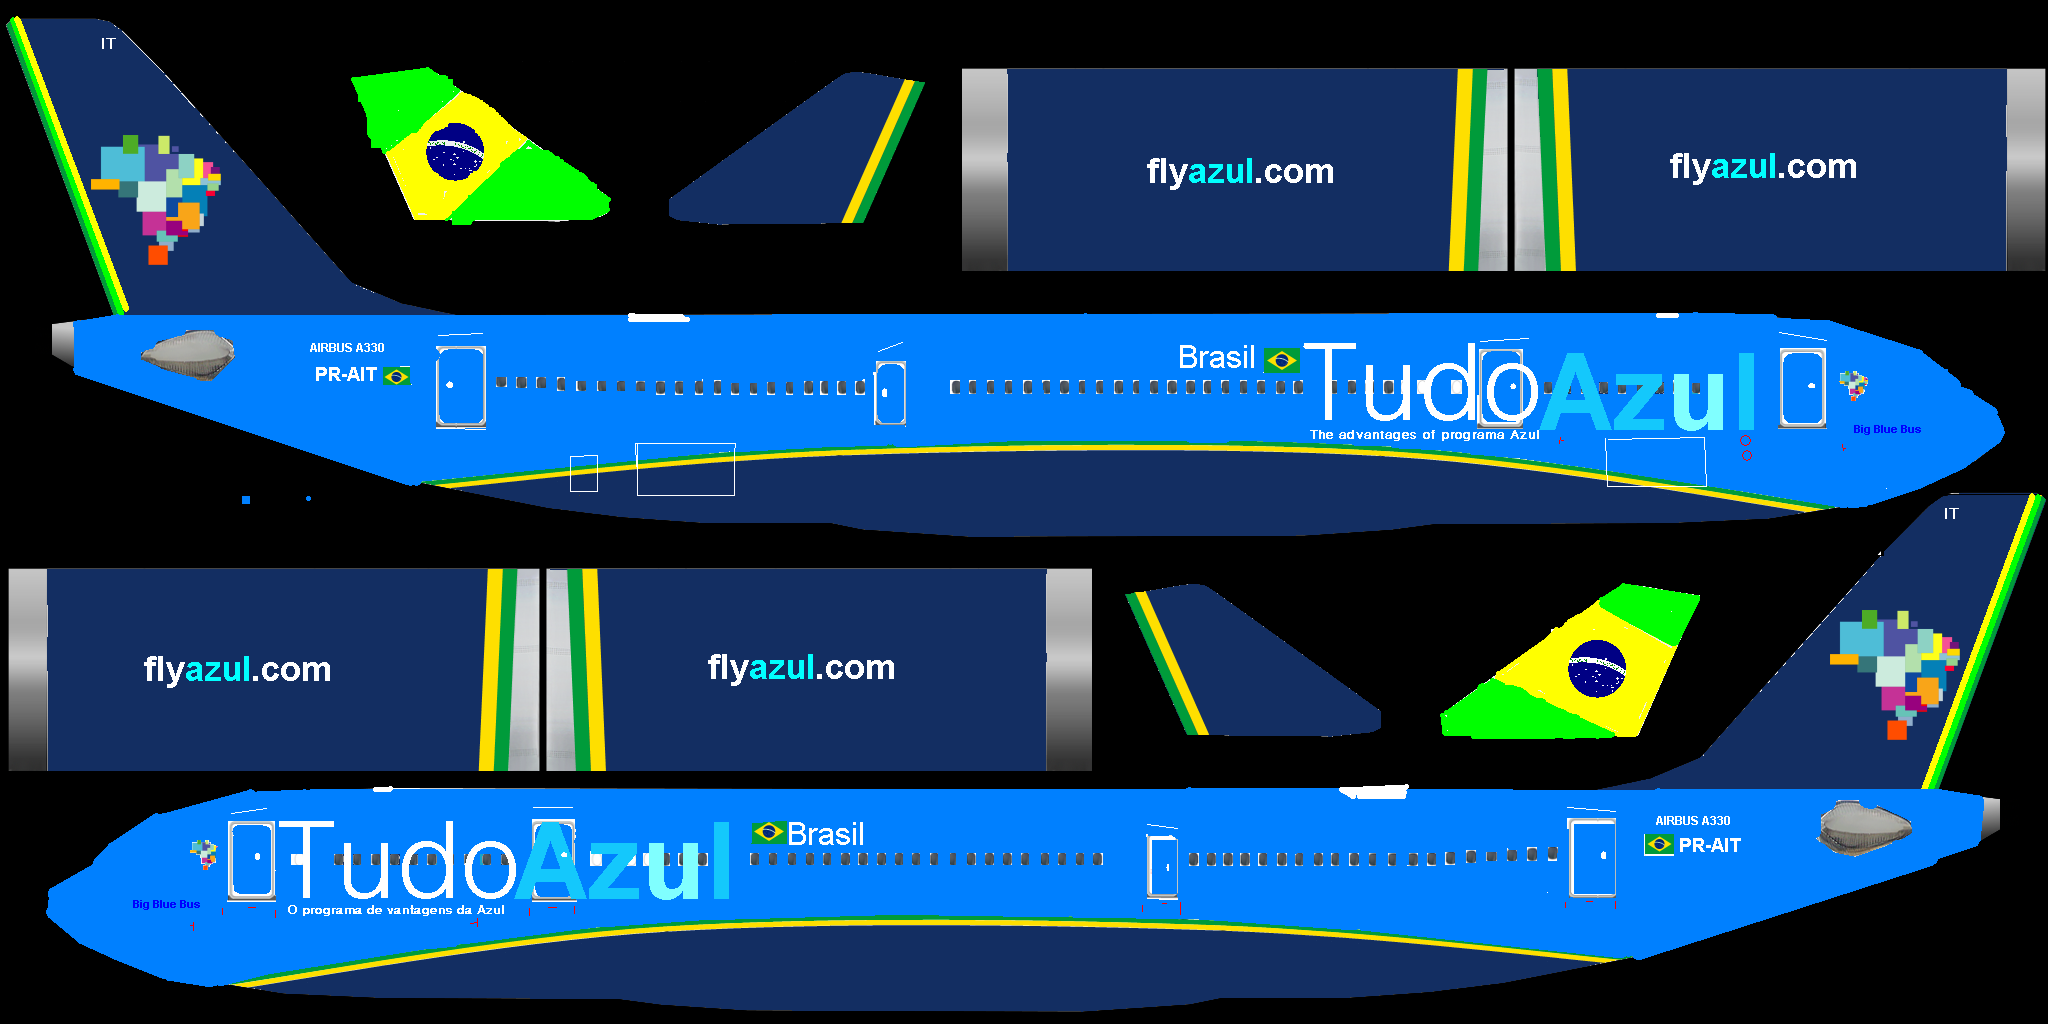 IT
flyazul.com
flyazul.com
AIRBUS A330
PR-AIT
Brasil
TudoAzul
The advantages of programa Azul
Big Blue Bus
IT
flyazul.com
flyazul.com
TudoAzul
Brasil
O programa de vantagens da Azul
Big Blue Bus
AIRBUS A330
PR-AIT